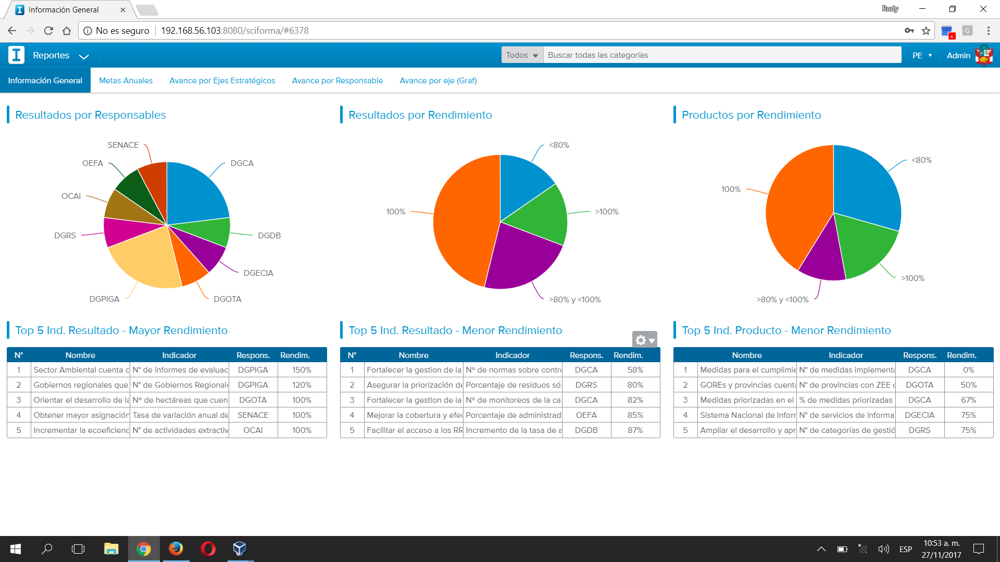 Información General
Rudy
No es seguro
192.168.56.103:8080/sciforma/#6378
G
I
Reportes
Todos
Buscar todas las categorías
PE
Admin
Información General
Metas Anuales
Avance por Ejes Estratégicos
Avance por Responsable
Avance por eje (Graf)
Resultados por Responsables
SENACE
OEFA
DGCA
OCAI
DGRS
DGDB
DGECIA
DGPIGA
DGOTA
Resultados por Rendimiento
<80%
100%
>100%
>80% y <100%
Productos por Rendimiento
<80%
100%
>100%
>80% y <100%
Top 5 Ind. Resultado - Mayor Rendimiento
N° Nombre Indicador Respons. Rendim.
1 Sector Ambiental cuenta c N° de informes de evaluac DGPIGA 150%
2 Gobiernos regionales que N° de Gobiernos Regionale DGPIGA 120%
3 Orientar el desarrollo de la Nº de hectáreas que cuen DGOTA 100%
4 Obtener mayor asignación Tasa de variación anual de SENACE 100%
5 Incrementar la ecoeficienc N° de actividades extractiv OCAI 100%
Top 5 Ind. Resultado - Menor Rendimiento
N° Nombre Indicador Respons. Rendim.
1 Fortalecer la gestion de la Nº de normas sobre contro DGCA 58%
2 Asegurar la priorización de Porcentaje de residuos só DGRS 80%
3 Fortalecer la gestion de la Nº de monitoreos de la ca DGCA 82%
4 Mejorar la cobertura y efec Porcentaje de administrad OEFA 85%
5 Facilitar el acceso a los RR Incremento de la tasa de a DGDB 87%
Top 5 Ind. Producto - Menor Rendimiento
Nombre Indicador Respons. Rendim.
1 Medidas para el cumplimie N° de medidas implementa DGCA 0%
2 GOREs y provincias cuenta N° de provincias con ZEE c DGOTA 50%
3 Medidas priorizadas en el % de medidas priorizadas DGCA 67%
4 Sistema Nacional de Inforr N° de servicios de informa DGECIA 75%
5 Ampliar el desarrollo y apr N° de categorías de gestió DGRS 75%
ESP
10:53 a. m.
27/11/2017